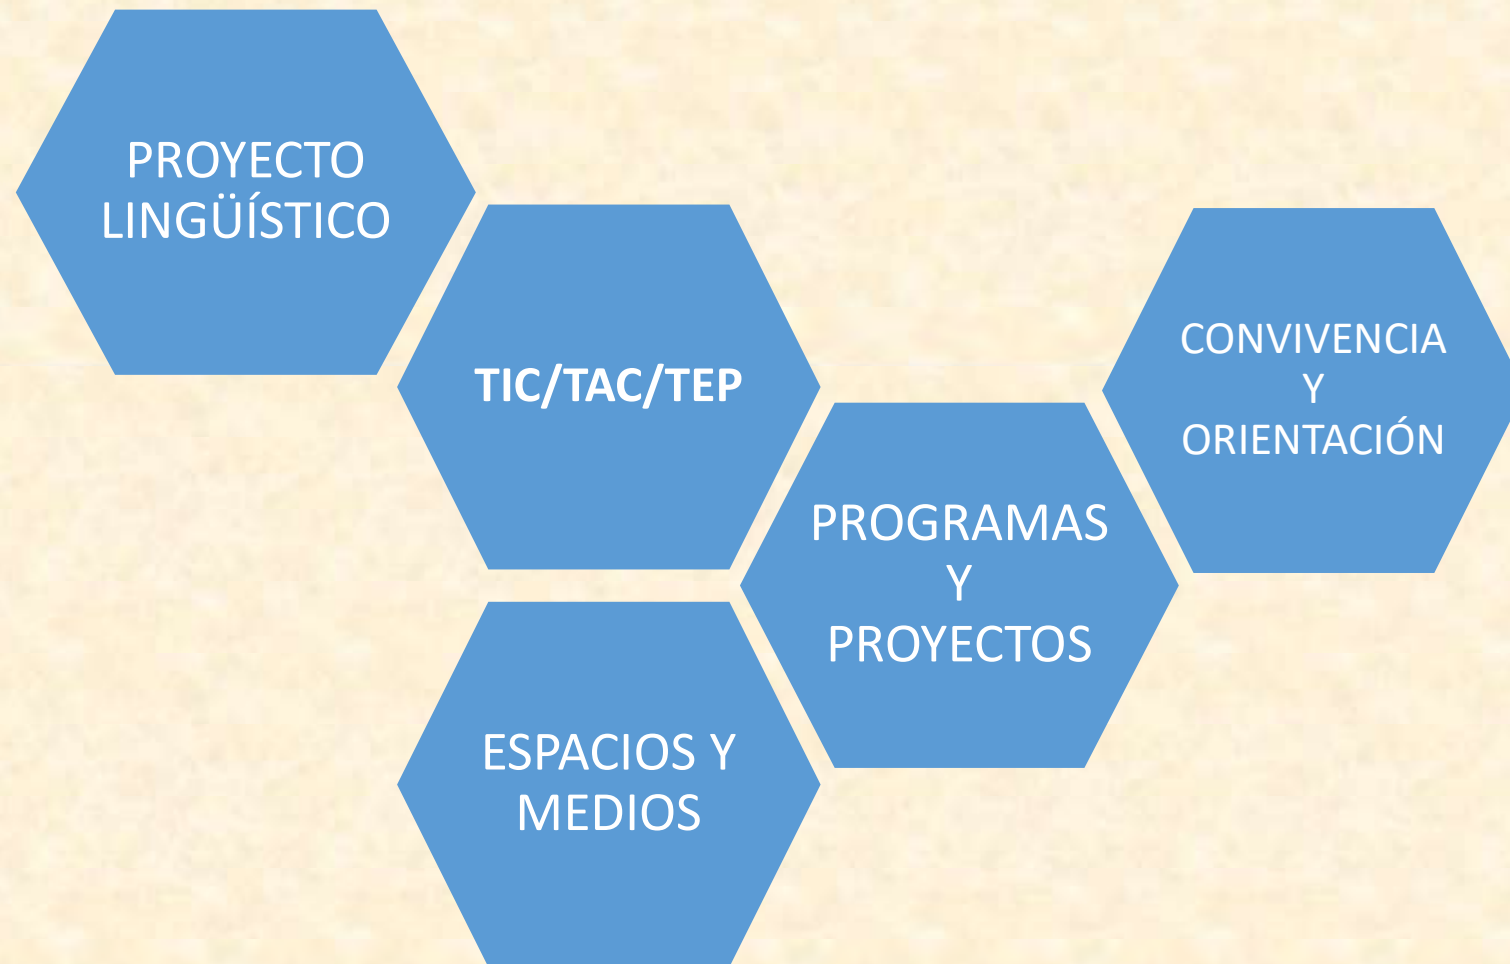 PROYECTO
LINGÜÍSTICO
TIC/TAC/TEP
CONVIVENCIA
Y
ORIENTACIÓN
PROGRAMAS
Y
PROYECTOS
ESPACIOS Y
MEDIOS